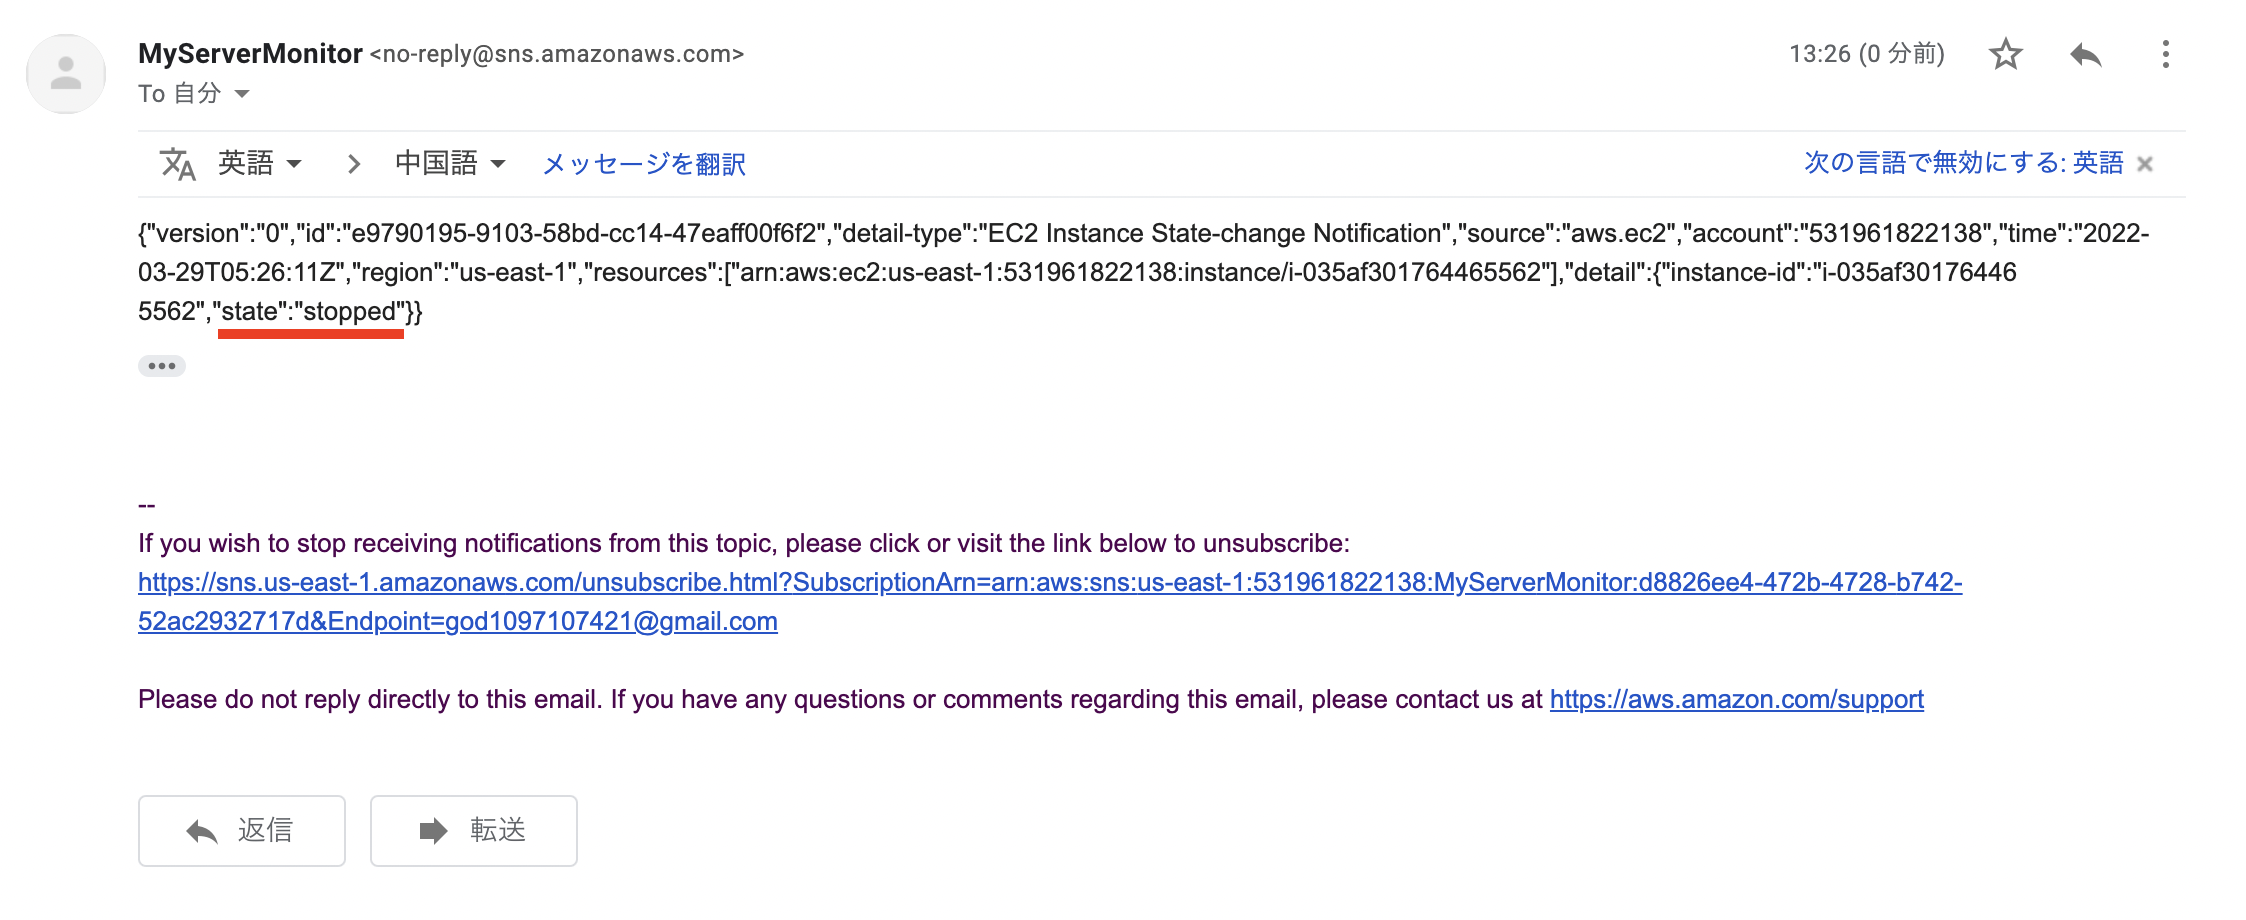 MyServerMonitor <no-reply@sns.amazonaws.com>
13:26 (0 分前)
To 自分
英語 > 中国語 メッセージを翻訳
次の言語で無効にする: 英語 ×
{"version":"0","id":"e9790195-9103-58bd-cc14-47eaff00f6f2","detail-type":"EC2 Instance State-change Notification","source":"aws.ec2","account":"531961822138","time":"2022-
03-29T05:26:11Z","region":"us-east-1","resources":["arn:aws:ec2:us-east-1:531961822138:instance/i-035af301764465562"],"detail":{"instance-id":"i-035af30176446
5562","state":"stopped"}}
--
If you wish to stop receiving notifications from this topic, please click or visit the link below to unsubscribe:
https://sns.us-east-1.amazonaws.com/unsubscribe.html?SubscriptionArn=arn:aws:sns:us-east-1:531961822138:MyServerMonitor:d8826ee4-472b-4728-b742-
52ac2932717d&Endpoint=god1097107421@gmail.com
Please do not reply directly to this email. If you have any questions or comments regarding this email, please contact us at https://aws.amazon.com/support
返信
転送